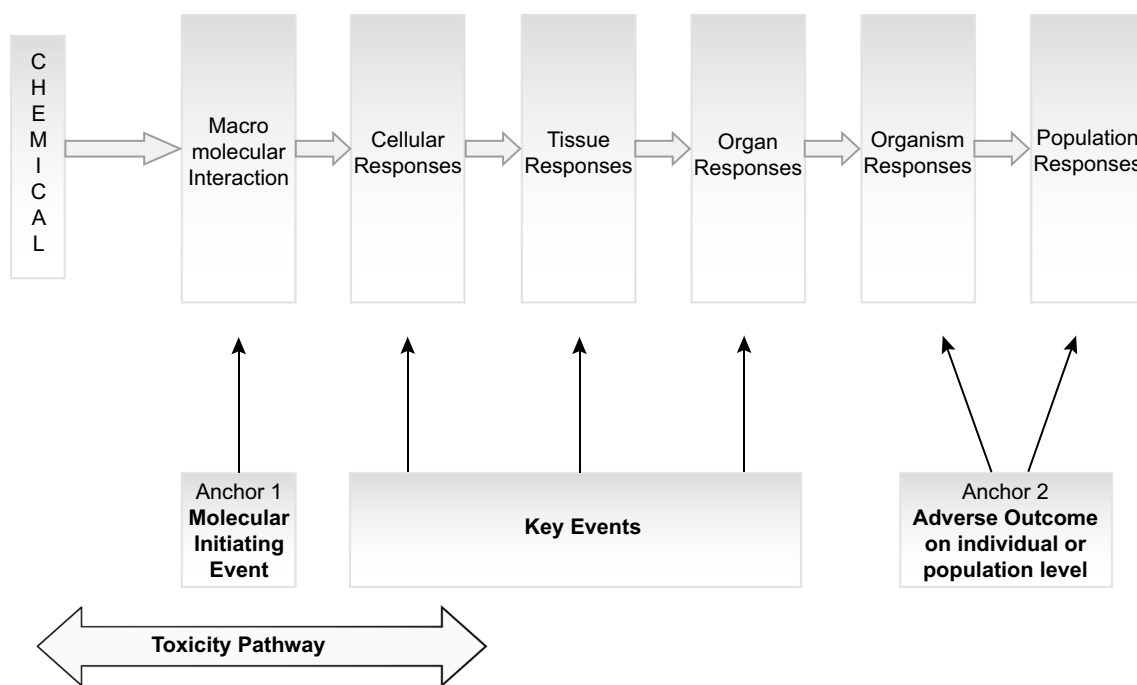 CHEMICAL
Macro
molecular
Interaction
Cellular
Responses
Tissue
Responses
Organ
Responses
Organism
Responses
Population
Responses
Anchor 1
Molecular
Initiating
Event
Key Events
Anchor 2
Adverse Outcome
on individual or
population level
Toxicity Pathway